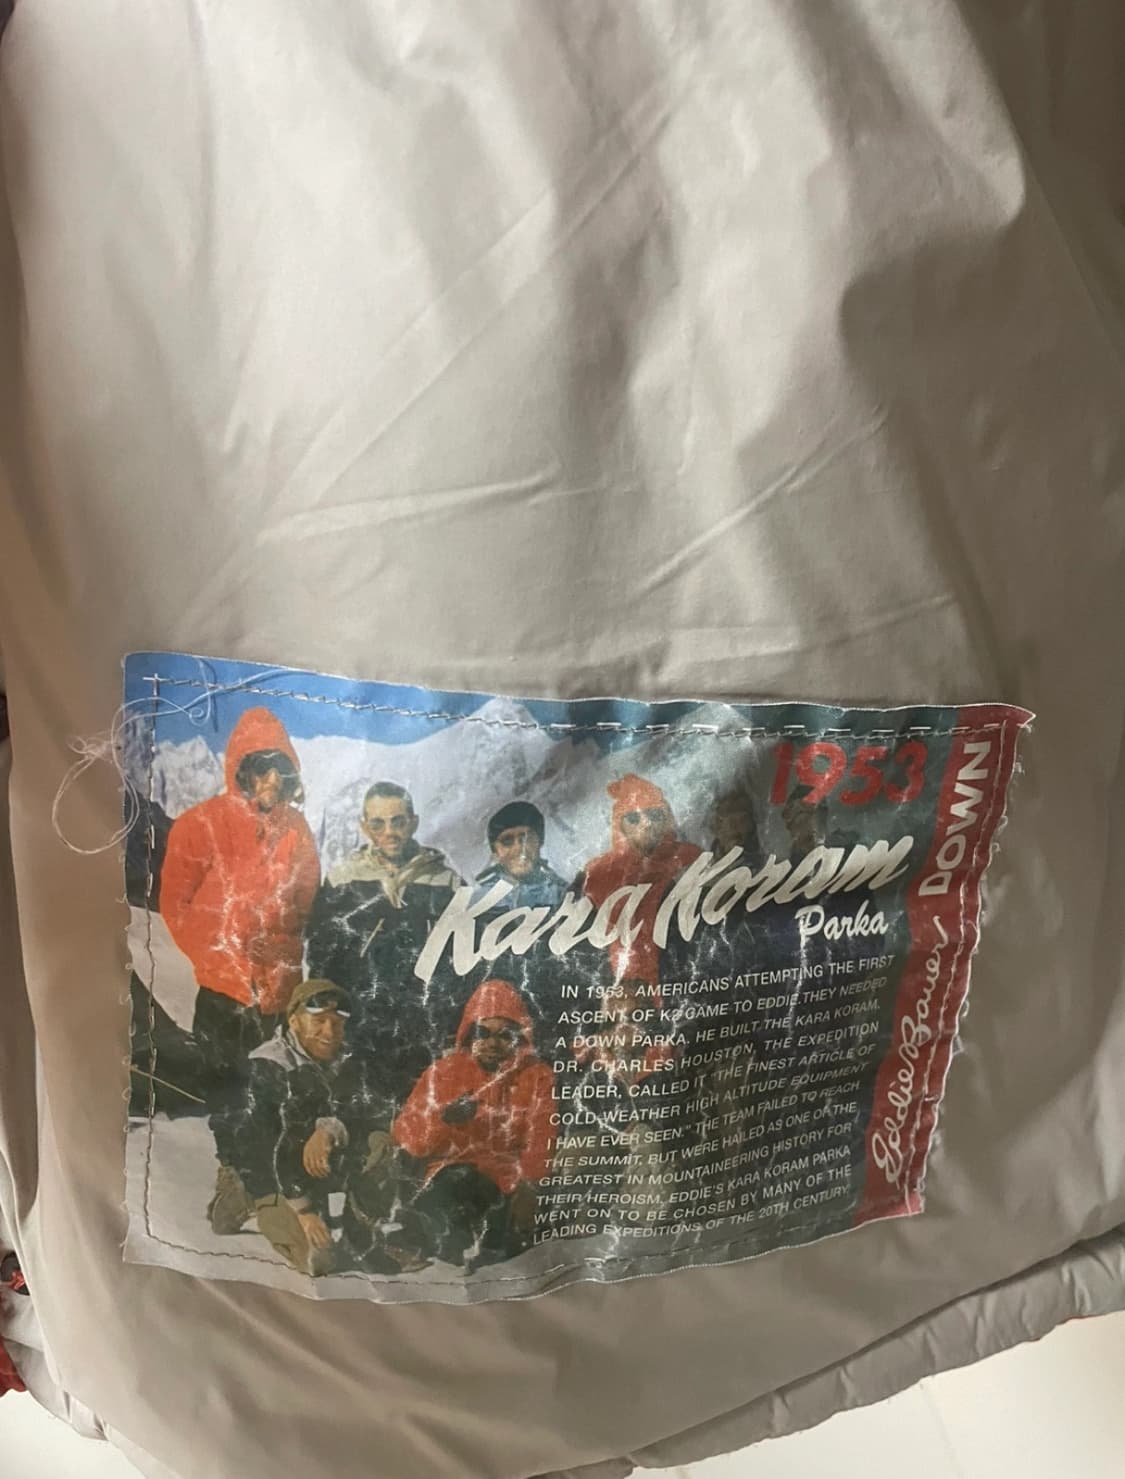 1953
Kara Koram
Parka
IN 1953, AMERICANS ATTEMPTING THE FIRST
ASCENT OF K2 CAME TO EDDIE. THEY NEEDED
A DOWN PARKA. HE BUILT THE KARA KORAM.
DR. CHARLES HOUSTON, THE EXPEDITION
LEADER, CALLED IT "THE FINEST ARTICLE OF
COLD-WEATHER HIGH ALTITUDE EQUIPMENT
I HAVE EVER SEEN." THE TEAM FAILED TO REACH
THE SUMMIT, BUT WERE HAILED AS ONE OF THE
GREATEST IN MOUNTAINEERING HISTORY FOR
THEIR HEROISM. EDDIE'S KARA KORAM PARKA
WENT ON TO BE CHOSEN BY MANY OF THE
LEADING EXPEDITIONS OF THE 20TH CENTURY.
Eddie Bauer DOWN